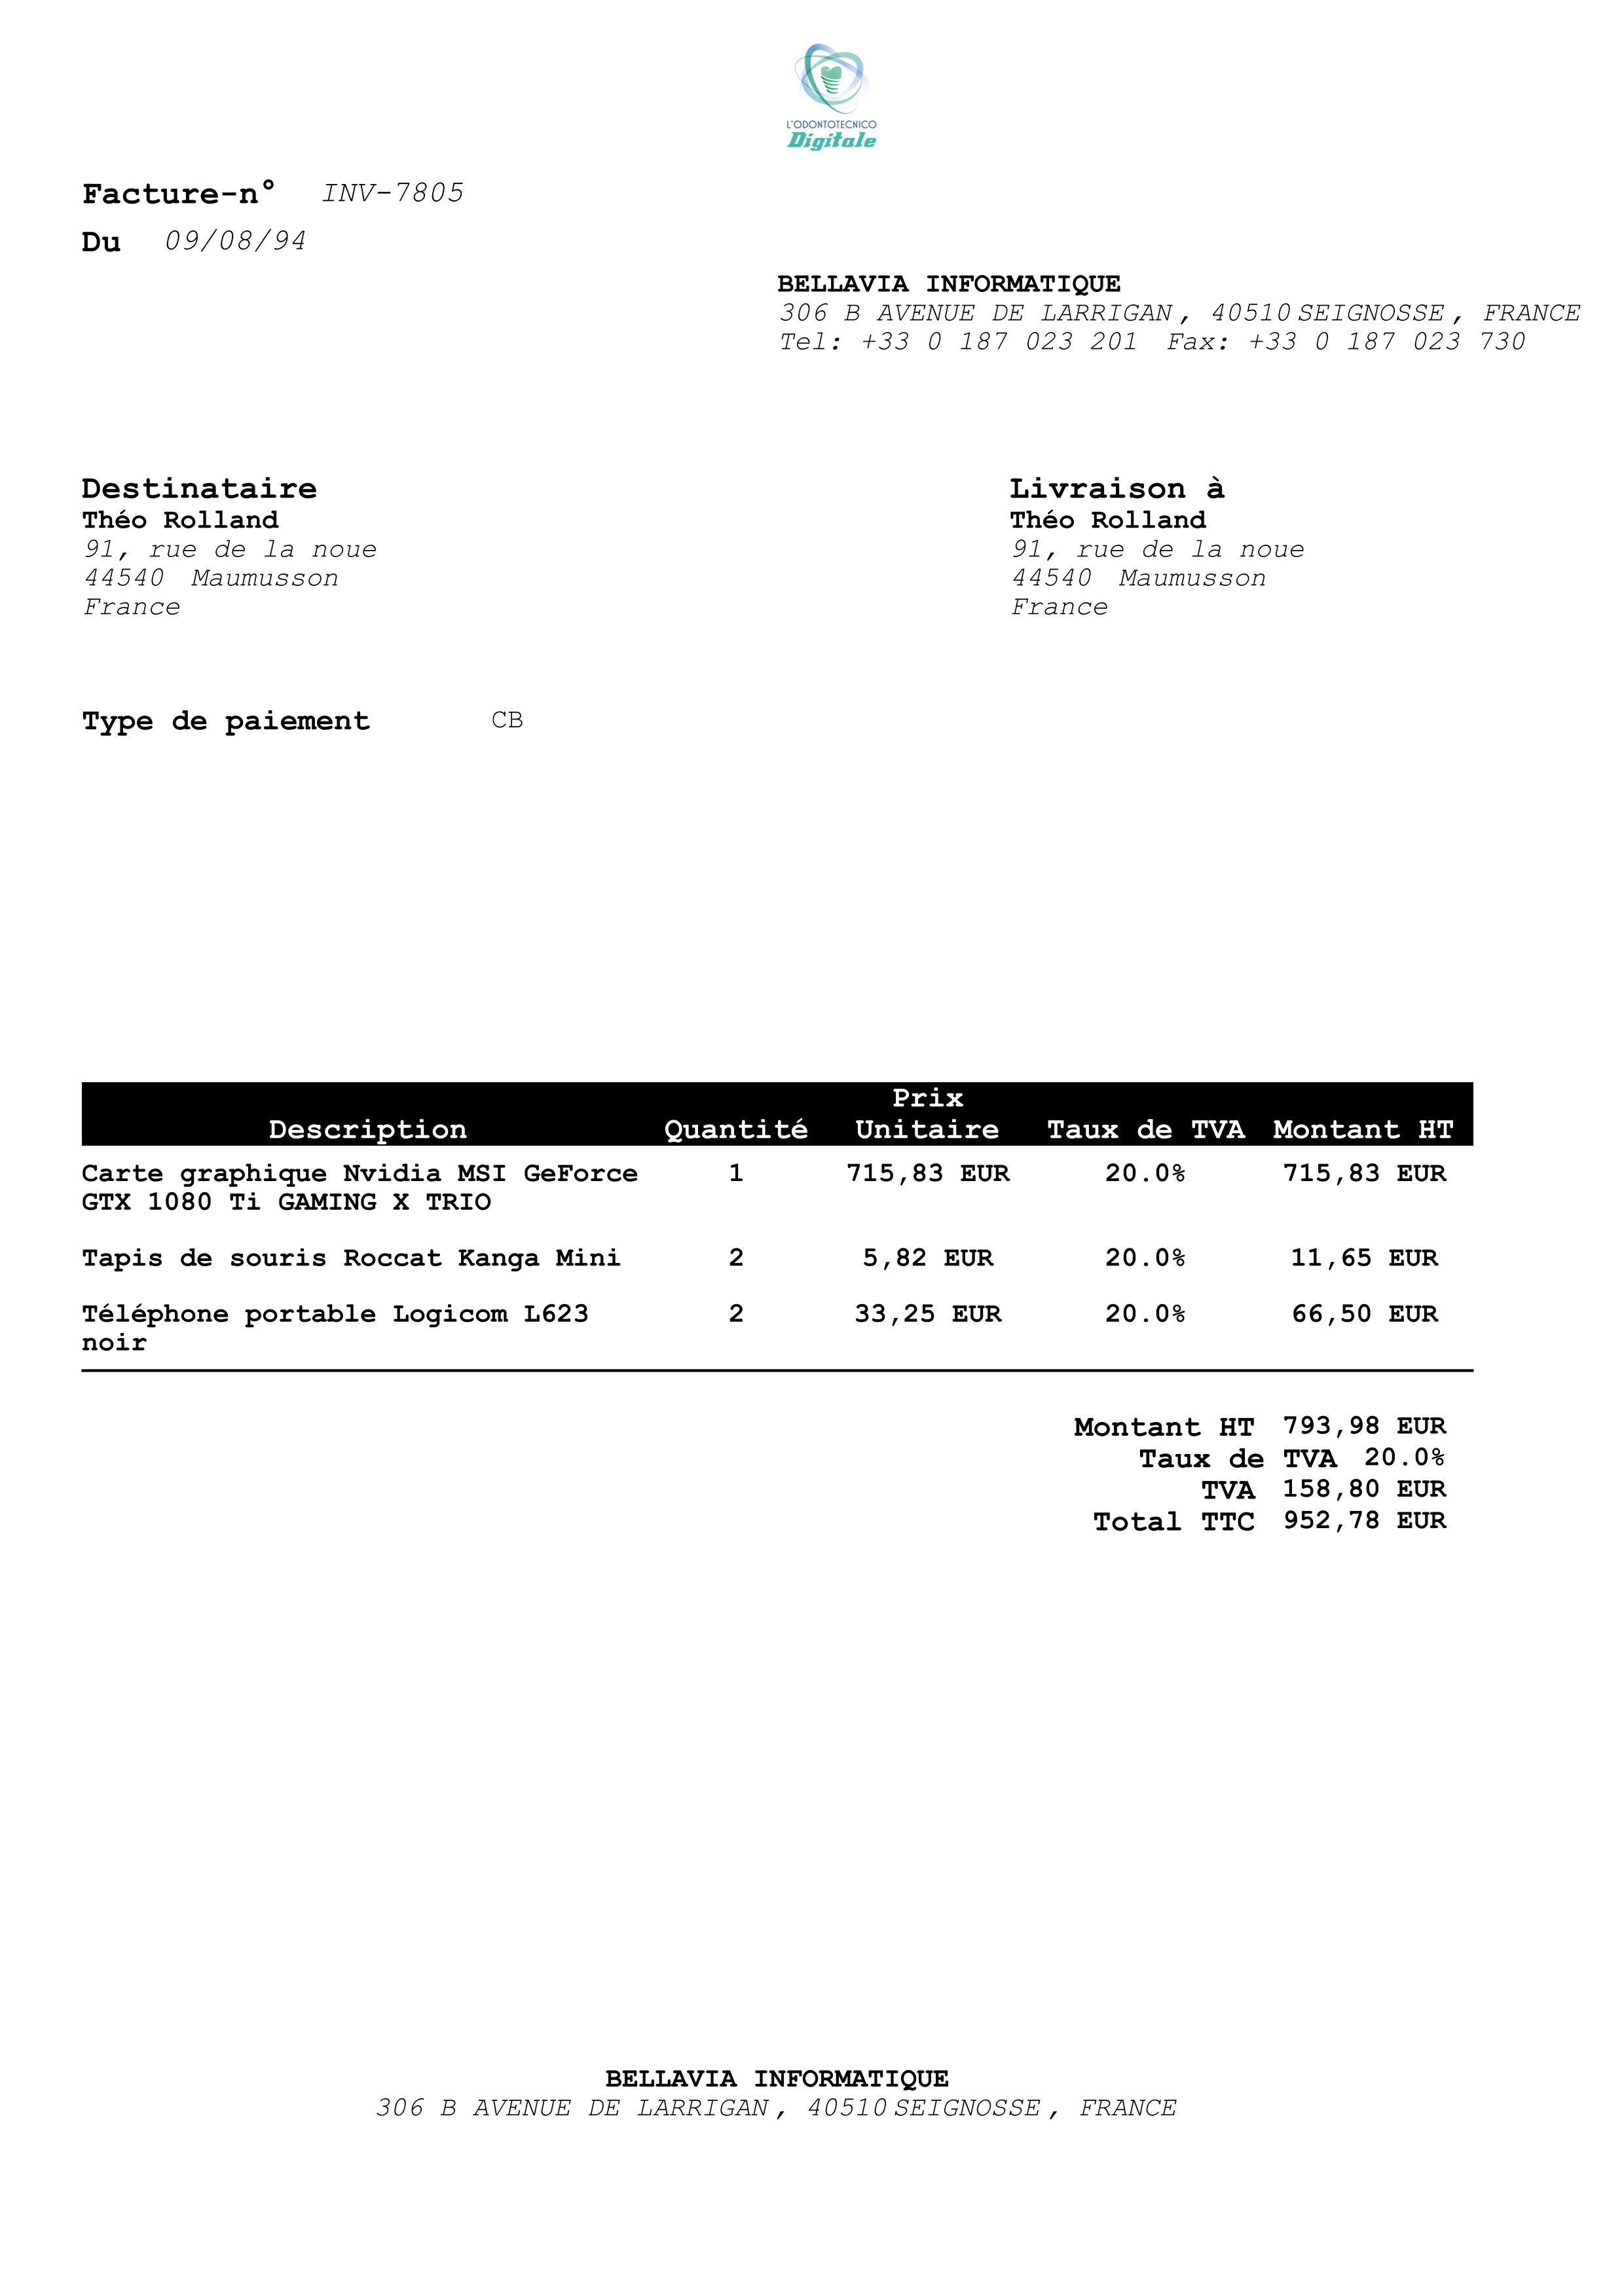 L'ODONTOTECNICO
Digitale
Facture-n° INV-7805
Du 09/08/94
BELLAVIA INFORMATIQUE
306 B AVENUE DE LARRIGAN, 40510 SEIGNOSSE, FRANCE
Tel: +33 0 187 023 201 Fax: +33 0 187 023 730
Destinataire
Théo Rolland
91, rue de la noue
44540 Maumusson
France
Livraison à
Théo Rolland
91, rue de la noue
44540 Maumusson
France
Type de paiement CB
Prix
Description Quantité Unitaire Taux de TVA Montant HT
Carte graphique Nvidia MSI GeForce 1 715,83 EUR 20.0% 715,83 EUR
GTX 1080 Ti GAMING X TRIO
Tapis de souris Roccat Kanga Mini 2 5,82 EUR 20.0% 11,65 EUR
Téléphone portable Logicom L623 2 33,25 EUR 20.0% 66,50 EUR
noir
Montant HT 793,98 EUR
Taux de TVA 20.0%
TVA 158,80 EUR
Total TTC 952,78 EUR
BELLAVIA INFORMATIQUE
306 B AVENUE DE LARRIGAN, 40510 SEIGNOSSE, FRANCE